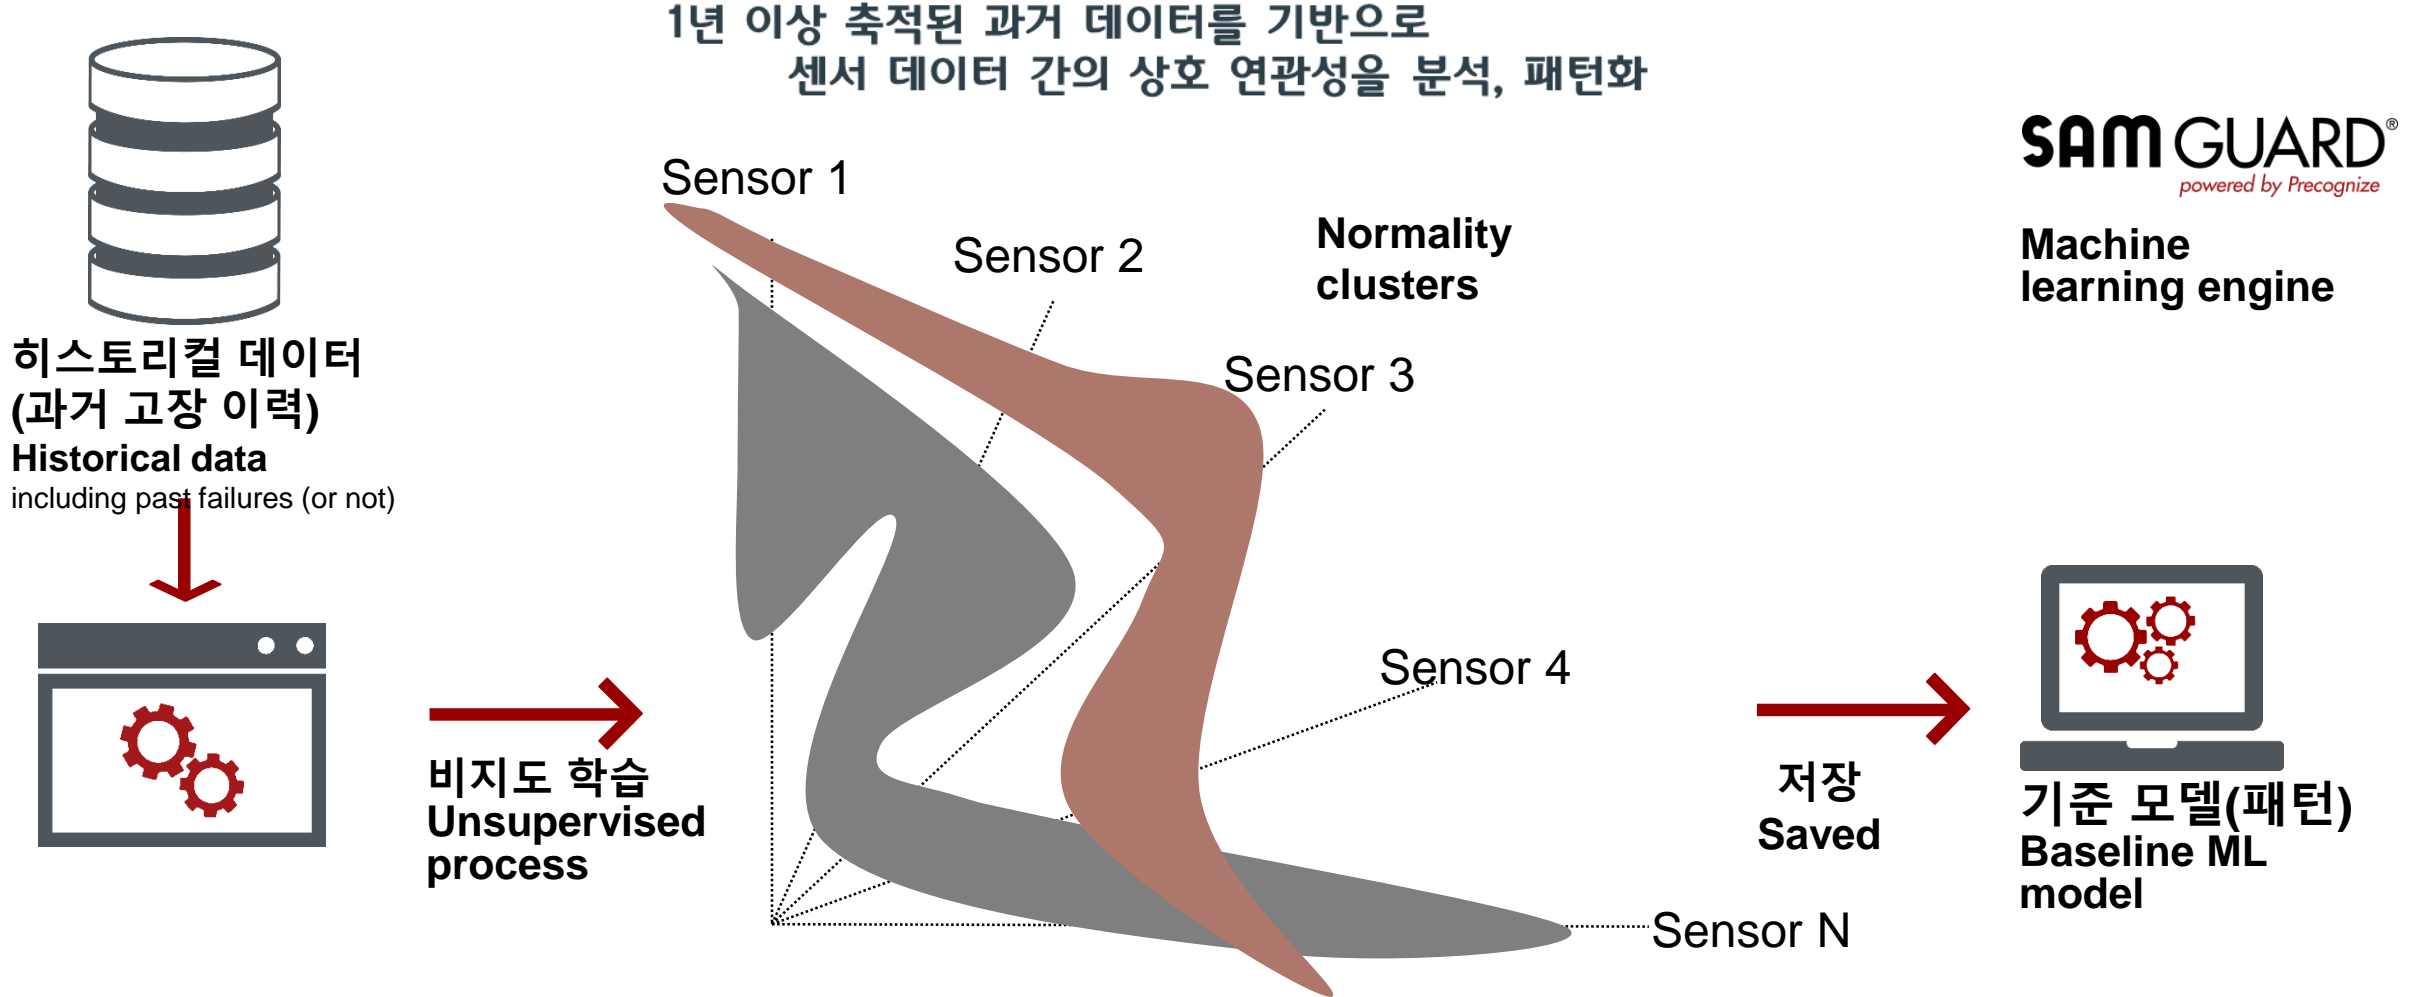 1년 이상 축적된 과거 데이터를 기반으로
센서 데이터 간의 상호 연관성을 분석, 패턴화
SAM GUARD®
powered by Precognize
Machine
learning engine
Sensor 1
Sensor 2
Normality
clusters
Sensor 3
Sensor 4
Sensor N
히스토리컬 데이터
(과거 고장 이력)
Historical data
including past failures (or not)
비지도 학습
Unsupervised
process
저장
Saved
기준 모델(패턴)
Baseline ML
model